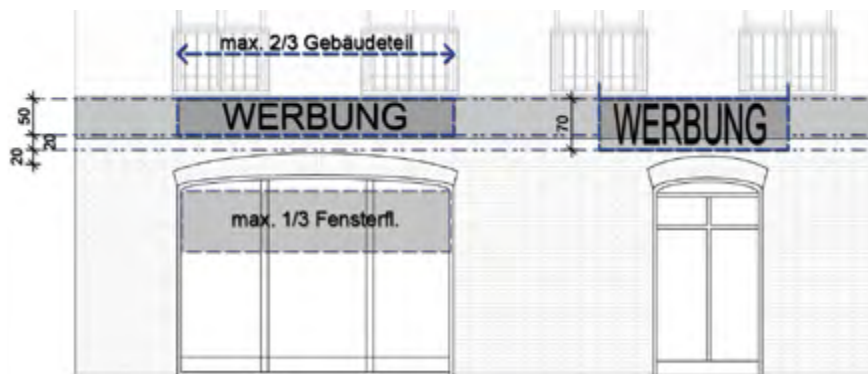 max. 2/3 Gebäudeteil
50
WERBUNG
70
WERBUNG
20
20
max. 1/3 Fensterfl.